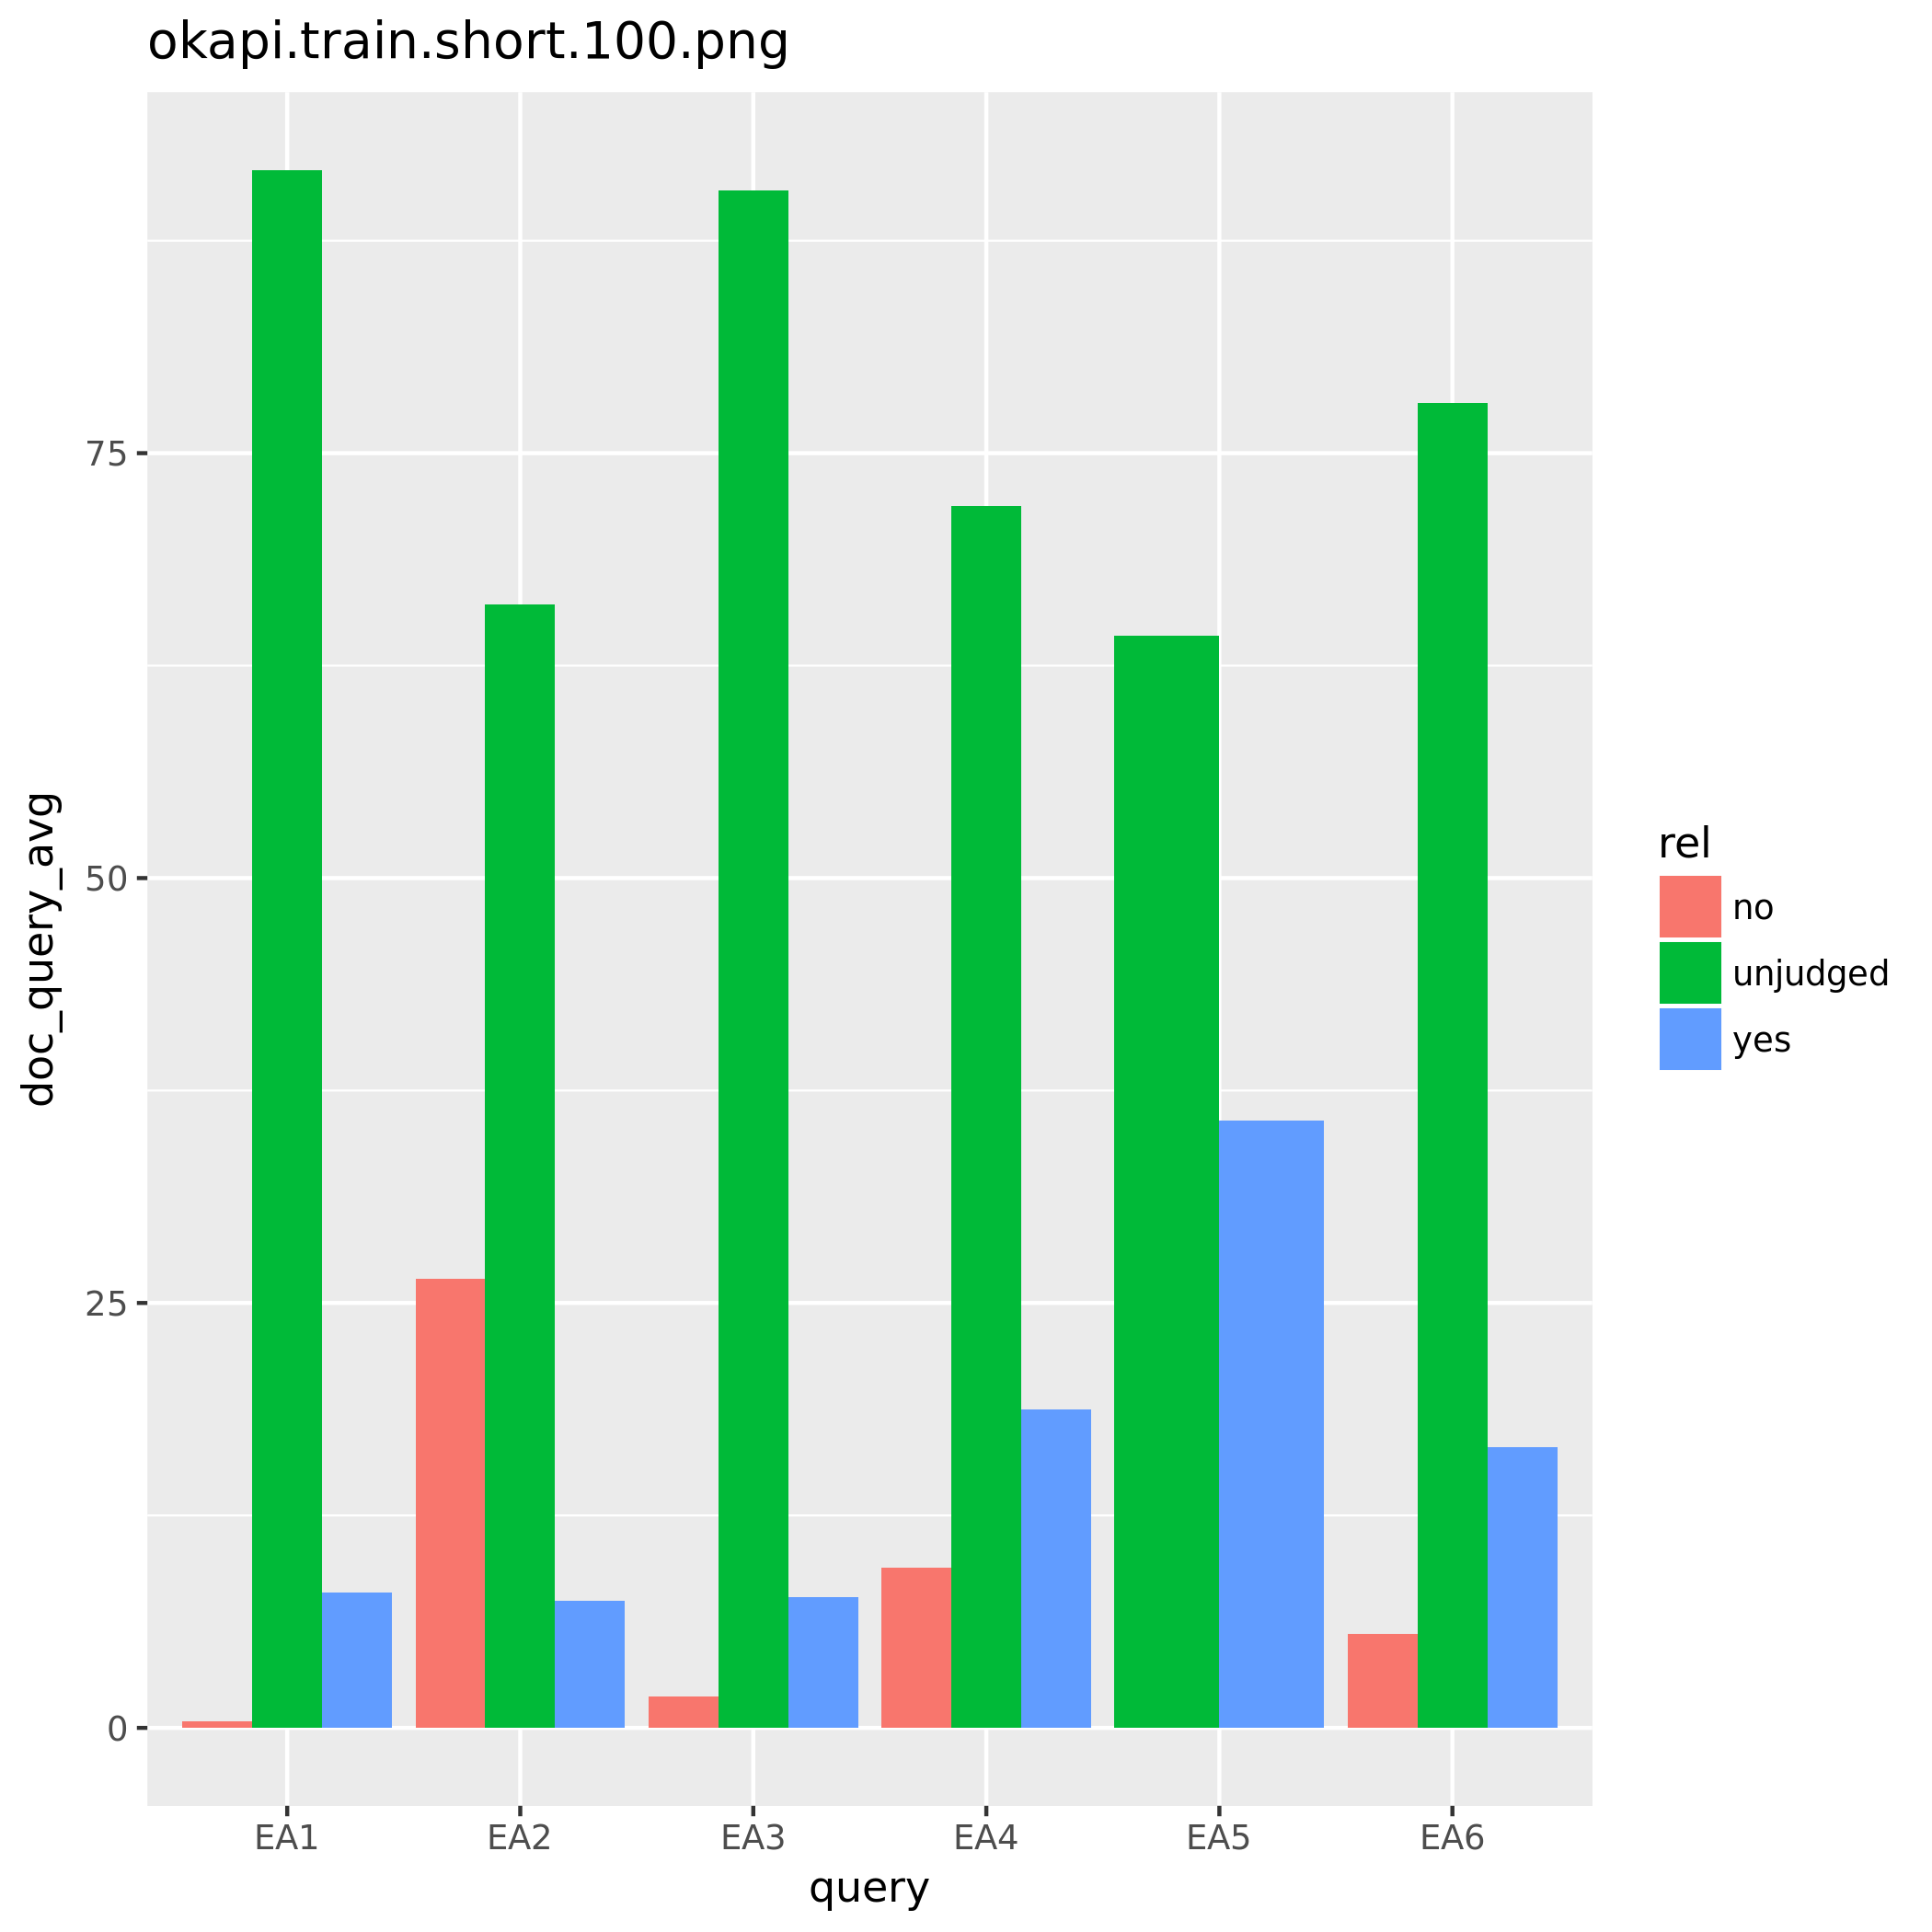 okapi.train.short.100.png
doc_query_avg
75
50
25
0
EA1 EA2 EA3 EA4 EA5 EA6
query
rel
no
unjudged
yes